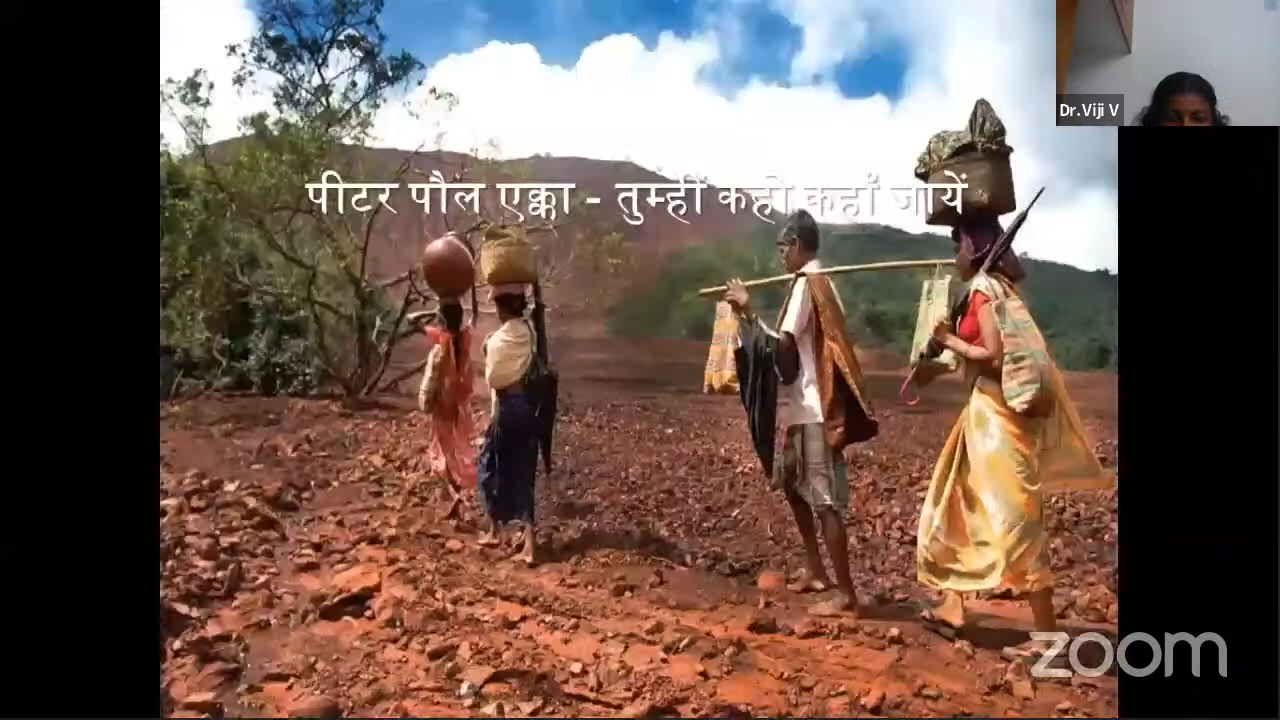 Dr.Viji V
पीटर पौल एक्का - तुम्हीं कहो कहाँ जायें
zoom